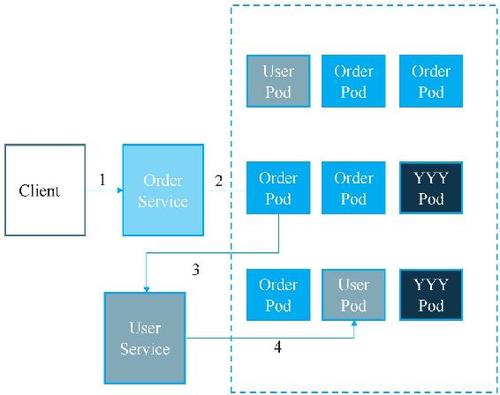 User
Pod
Order
Pod
Order
Pod
Client
1
Order
Service
2
Order
Pod
Order
Pod
YYY
Pod
3
Order
Pod
User
Pod
YYY
Pod
User
Service
4